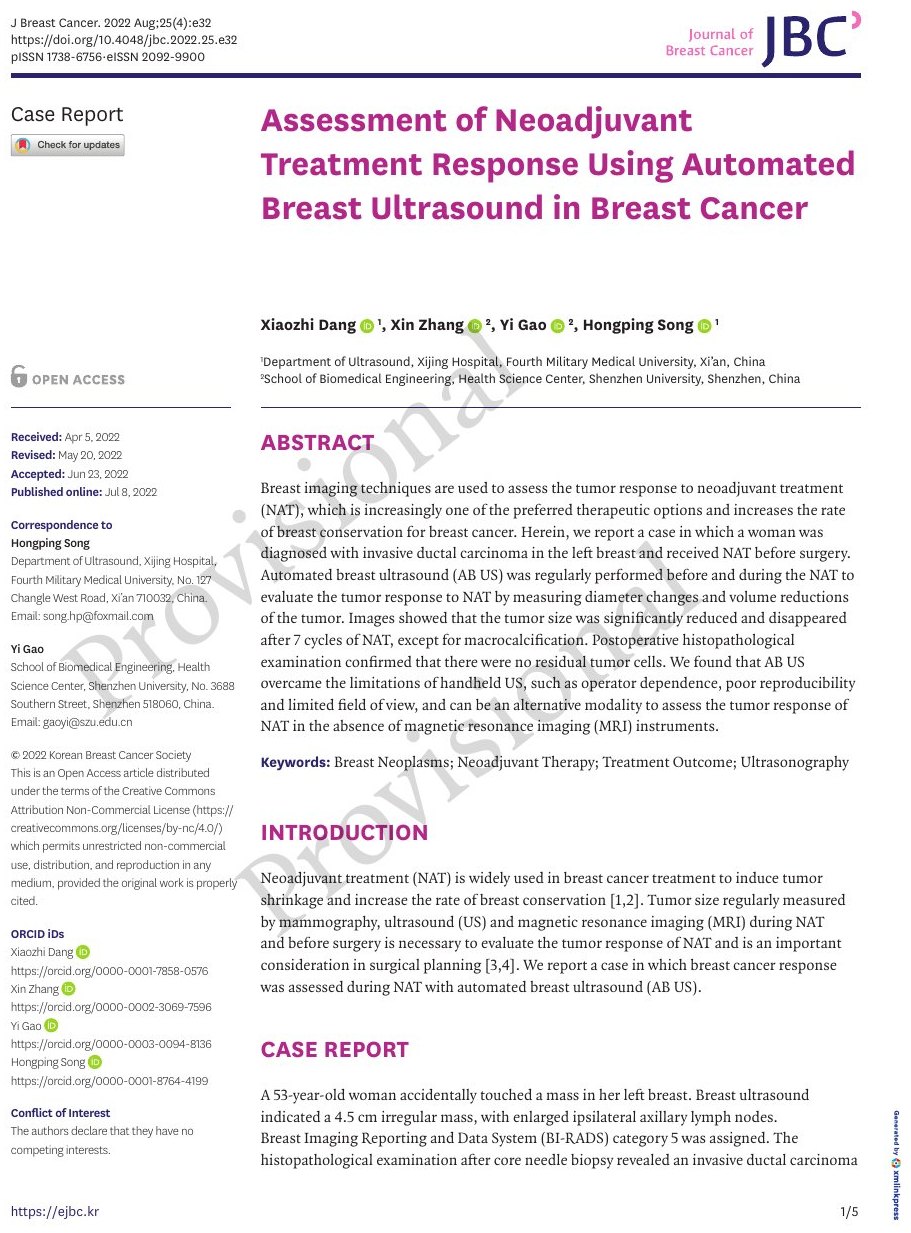 J Breast Cancer. 2022 Aug;25(4):e32
https://doi.org/10.4048/jbc.2022.25.e32
pISSN 1738-6756·eISSN 2092-9900
Journal of
Breast Cancer
JBC
Case Report
Check for updates
Assessment of Neoadjuvant
Treatment Response Using Automated
Breast Ultrasound in Breast Cancer
Xiaozhi Dang iD 1, Xin Zhang iD 2, Yi Gao iD 2, Hongping Song iD 1
1Department of Ultrasound, Xijing Hospital, Fourth Military Medical University, Xi’an, China
2School of Biomedical Engineering, Health Science Center, Shenzhen University, Shenzhen, China
OPEN ACCESS
Received: Apr 5, 2022
Revised: May 20, 2022
Accepted: Jun 23, 2022
Published online: Jul 8, 2022
Correspondence to
Hongping Song
Department of Ultrasound, Xijing Hospital,
Fourth Military Medical University, No. 127
Changle West Road, Xi’an 710032, China.
Email: song.hp@foxmail.com
Yi Gao
School of Biomedical Engineering, Health
Science Center, Shenzhen University, No. 3688
Southern Street, Shenzhen 518060, China.
Email: gaoyi@szu.edu.cn
© 2022 Korean Breast Cancer Society
This is an Open Access article distributed
under the terms of the Creative Commons
Attribution Non-Commercial License (https://
creativecommons.org/licenses/by-nc/4.0/)
which permits unrestricted non-commercial
use, distribution, and reproduction in any
medium, provided the original work is properly
cited.
ORCID iDs
Xiaozhi Dang iD
https://orcid.org/0000-0001-7858-0576
Xin Zhang iD
https://orcid.org/0000-0002-3069-7596
Yi Gao iD
https://orcid.org/0000-0003-0094-8136
Hongping Song iD
https://orcid.org/0000-0001-8764-4199
Conflict of Interest
The authors declare that they have no
competing interests.
ABSTRACT
Breast imaging techniques are used to assess the tumor response to neoadjuvant treatment
(NAT), which is increasingly one of the preferred therapeutic options and increases the rate
of breast conservation for breast cancer. Herein, we report a case in which a woman was
diagnosed with invasive ductal carcinoma in the left breast and received NAT before surgery.
Automated breast ultrasound (AB US) was regularly performed before and during the NAT to
evaluate the tumor response to NAT by measuring diameter changes and volume reductions
of the tumor. Images showed that the tumor size was significantly reduced and disappeared
after 7 cycles of NAT, except for macrocalcification. Postoperative histopathological
examination confirmed that there were no residual tumor cells. We found that AB US
overcame the limitations of handheld US, such as operator dependence, poor reproducibility
and limited field of view, and can be an alternative modality to assess the tumor response of
NAT in the absence of magnetic resonance imaging (MRI) instruments.
Keywords: Breast Neoplasms; Neoadjuvant Therapy; Treatment Outcome; Ultrasonography
INTRODUCTION
Neoadjuvant treatment (NAT) is widely used in breast cancer treatment to induce tumor
shrinkage and increase the rate of breast conservation [1,2]. Tumor size regularly measured
by mammography, ultrasound (US) and magnetic resonance imaging (MRI) during NAT
and before surgery is necessary to evaluate the tumor response of NAT and is an important
consideration in surgical planning [3,4]. We report a case in which breast cancer response
was assessed during NAT with automated breast ultrasound (AB US).
CASE REPORT
A 53-year-old woman accidentally touched a mass in her left breast. Breast ultrasound
indicated a 4.5 cm irregular mass, with enlarged ipsilateral axillary lymph nodes.
Breast Imaging Reporting and Data System (BI-RADS) category 5 was assigned. The
histopathological examination after core needle biopsy revealed an invasive ductal carcinoma
Provisional
Provisional
Generated by xmlinkpress
https://ejbc.kr
1/5